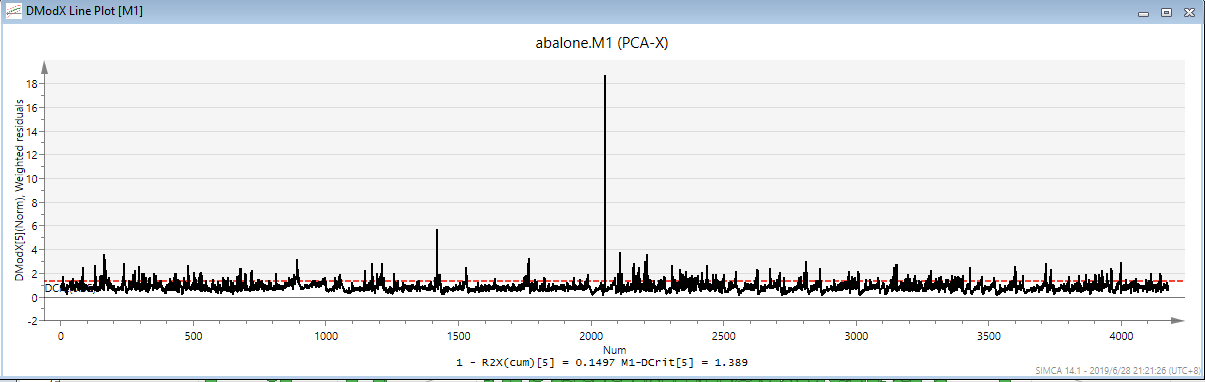 DModX Line Plot [M1]
abalone.M1 (PCA-X)
DModX[5](Norm), Weighted residuals
18
16
14
12
10
8
6
4
2
0
-2
0 500 1000 1500 2000 2500 3000 3500 4000
Num
1 - R2X(cum)[5] = 0.1497 M1-DCrit[5] = 1.389
SIMCA 14.1 - 2019/6/28 21:21:26 (UTC+8)